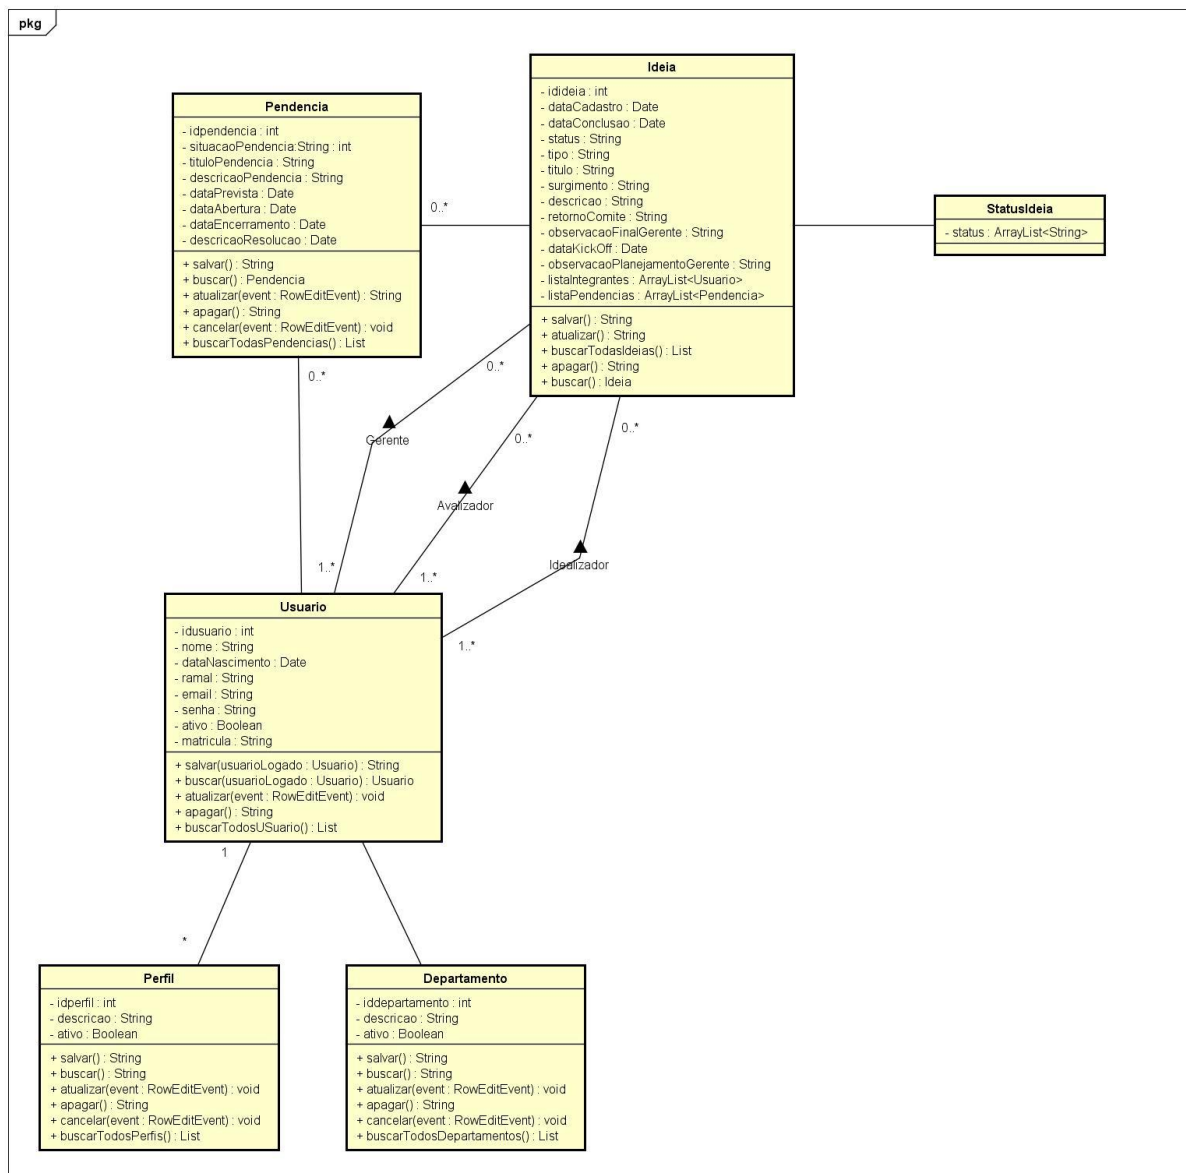 pkg
Ideia
- idideia : int
- dataCadastro : Date
- dataConclusao : Date
- status : String
- tipo : String
- titulo : String
- surgimento : String
- descricao : String
- retornoComite : String
- observacaoFinalGerente : String
- dataKickOff : Date
- observacaoPlanejamentoGerente : String
- listaIntegrantes : ArrayList<Usuario>
- listaPendencias : ArrayList<Pendencia>
+ salvar() : String
+ atualizar() : String
+ buscarTodasIdeias() : List
+ apagar() : String
+ buscar() : Ideia
Pendencia
- idpendencia : int
- situacaoPendencia:String : int
- tituloPendencia : String
- descricaoPendencia : String
- dataPrevista : Date
- dataAbertura : Date
- dataEncerramento : Date
- descricaoResolucao : Date
+ salvar() : String
+ buscar() : Pendencia
+ atualizar(event : RowEditEvent) : String
+ apagar() : String
+ cancelar(event : RowEditEvent) : void
+ buscarTodasPendencias() : List
0..*
StatusIdeia
- status : ArrayList<String>
0..*
0..*
0..*
0..*
Gerente
Avalizador
Idealizador
1..*
1..*
1..*
Usuario
- idusuario : int
- nome : String
- dataNascimento : Date
- ramal : String
- email : String
- senha : String
- ativo : Boolean
- matricula : String
+ salvar(usuarioLogado : Usuario) : String
+ buscar(usuarioLogado : Usuario) : Usuario
+ atualizar(event : RowEditEvent) : void
+ apagar() : String
+ buscarTodosUSuario() : List
1
*
Perfil
- idperfil : int
- descricao : String
- ativo : Boolean
+ salvar() : String
+ buscar() : String
+ atualizar(event : RowEditEvent) : void
+ apagar() : String
+ cancelar(event : RowEditEvent) : void
+ buscarTodosPerfis() : List
Departamento
- iddepartamento : int
- descricao : String
- ativo : Boolean
+ salvar() : String
+ buscar() : String
+ atualizar(event : RowEditEvent) : void
+ apagar() : String
+ cancelar(event : RowEditEvent) : void
+ buscarTodosDepartamentos() : List